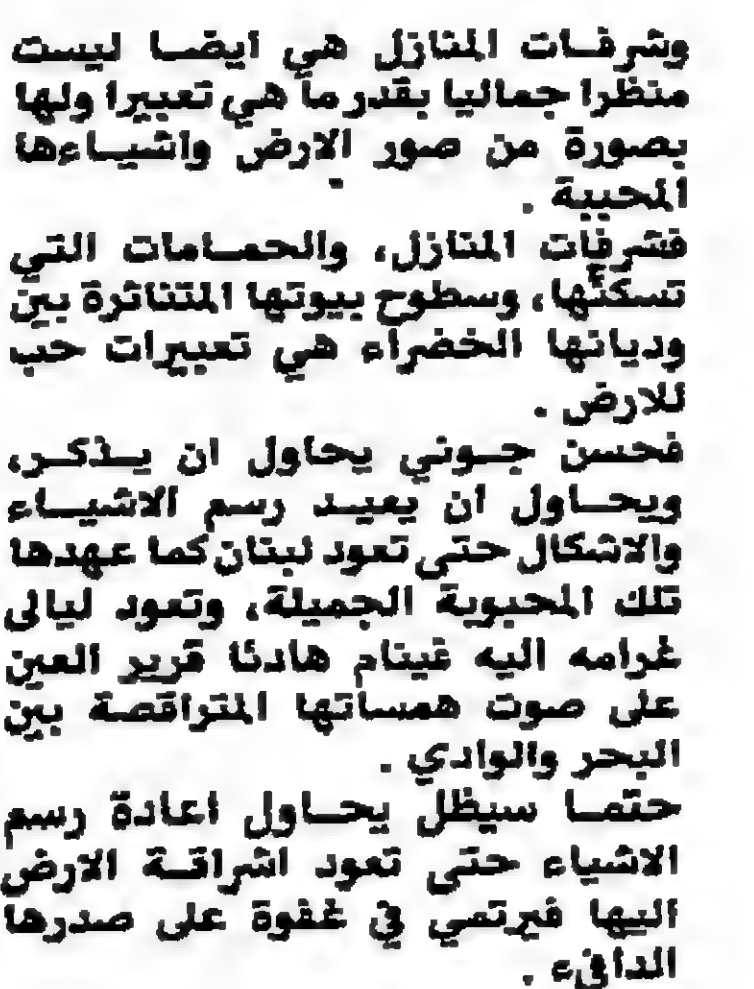 وشرفات المنازل هي ايضا ليست
منظرا جماليا بقدر ما هي تعبيرا ولها
بصورة من صور الارض واشياءها
المحببة .
فشرفات المنازل، والحمامات التي
تسكنها، وسطوح بيوتها المتناثرة بين
ودياتها الخضراء هي تعبيرات حب
للارض .
فحسن جوني يحاول ان يذكر،
ويحاول ان يعيد رسم الاشياء
والاشكال حتى تعود لبنان كما عهدها
تلك المحبوبة الجميلة، وتعود ليالى
غرامه اليه فينام هادئا قرير العين
على صوت همساتها المتراقصة بين
البحر والوادي .
حتما سيظل يحاول اعادة رسم
الاشياء حتى تعود اشراقة الارض
اليها فيرتمي في غفوة على صدرها
الدافىء .